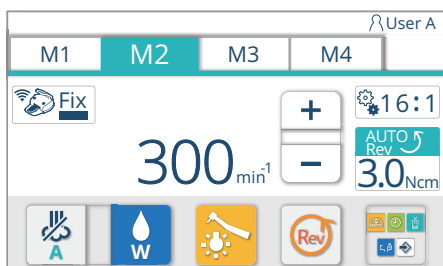 User A
M1 M2 M3 M4
Fix
16:1
300 min⁻¹
+
−
AUTO
Rev
3.0 Ncm
A
W
Rev